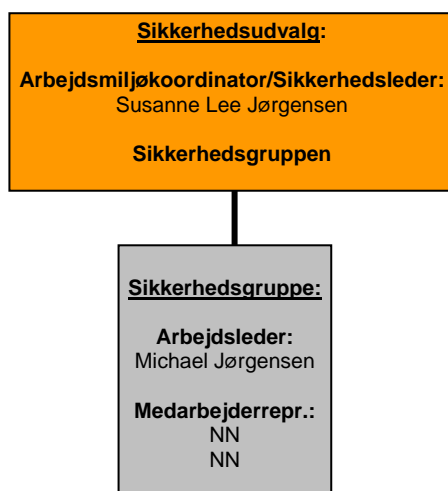 Sikkerhedsudvalg:
Arbejdsmiljøkoordinator/Sikkerhedsleder:
Susanne Lee Jørgensen
Sikkerhedsgruppen
Sikkerhedsgruppe:
Arbejdsleder:
Michael Jørgensen
Medarbejderrepr.:
NN
NN